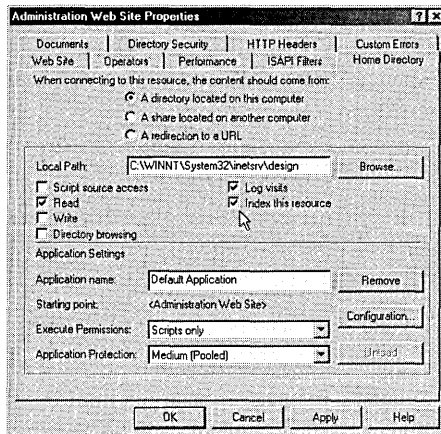 Administration Web Site Properties
Documents Directory Security HTTP Headers Custom Errors
Web Site Operators Performance ISAPI Filters Home Directory
When connecting to this resource, the content should come from:
A directory located on this computer
A share located on another computer
A redirection to a URL
Local Path: C:\WINNT\System32\inetsrv\design Browse...
Script source access Log visits
Read Index this resource
Write
Directory browsing
Application Settings
Application name: Default Application Remove
Starting point: <Administration Web Site>
Configuration...
Execute Permissions: Scripts only
Application Protection: Medium (Pooled) Unload
OK Cancel Apply Help